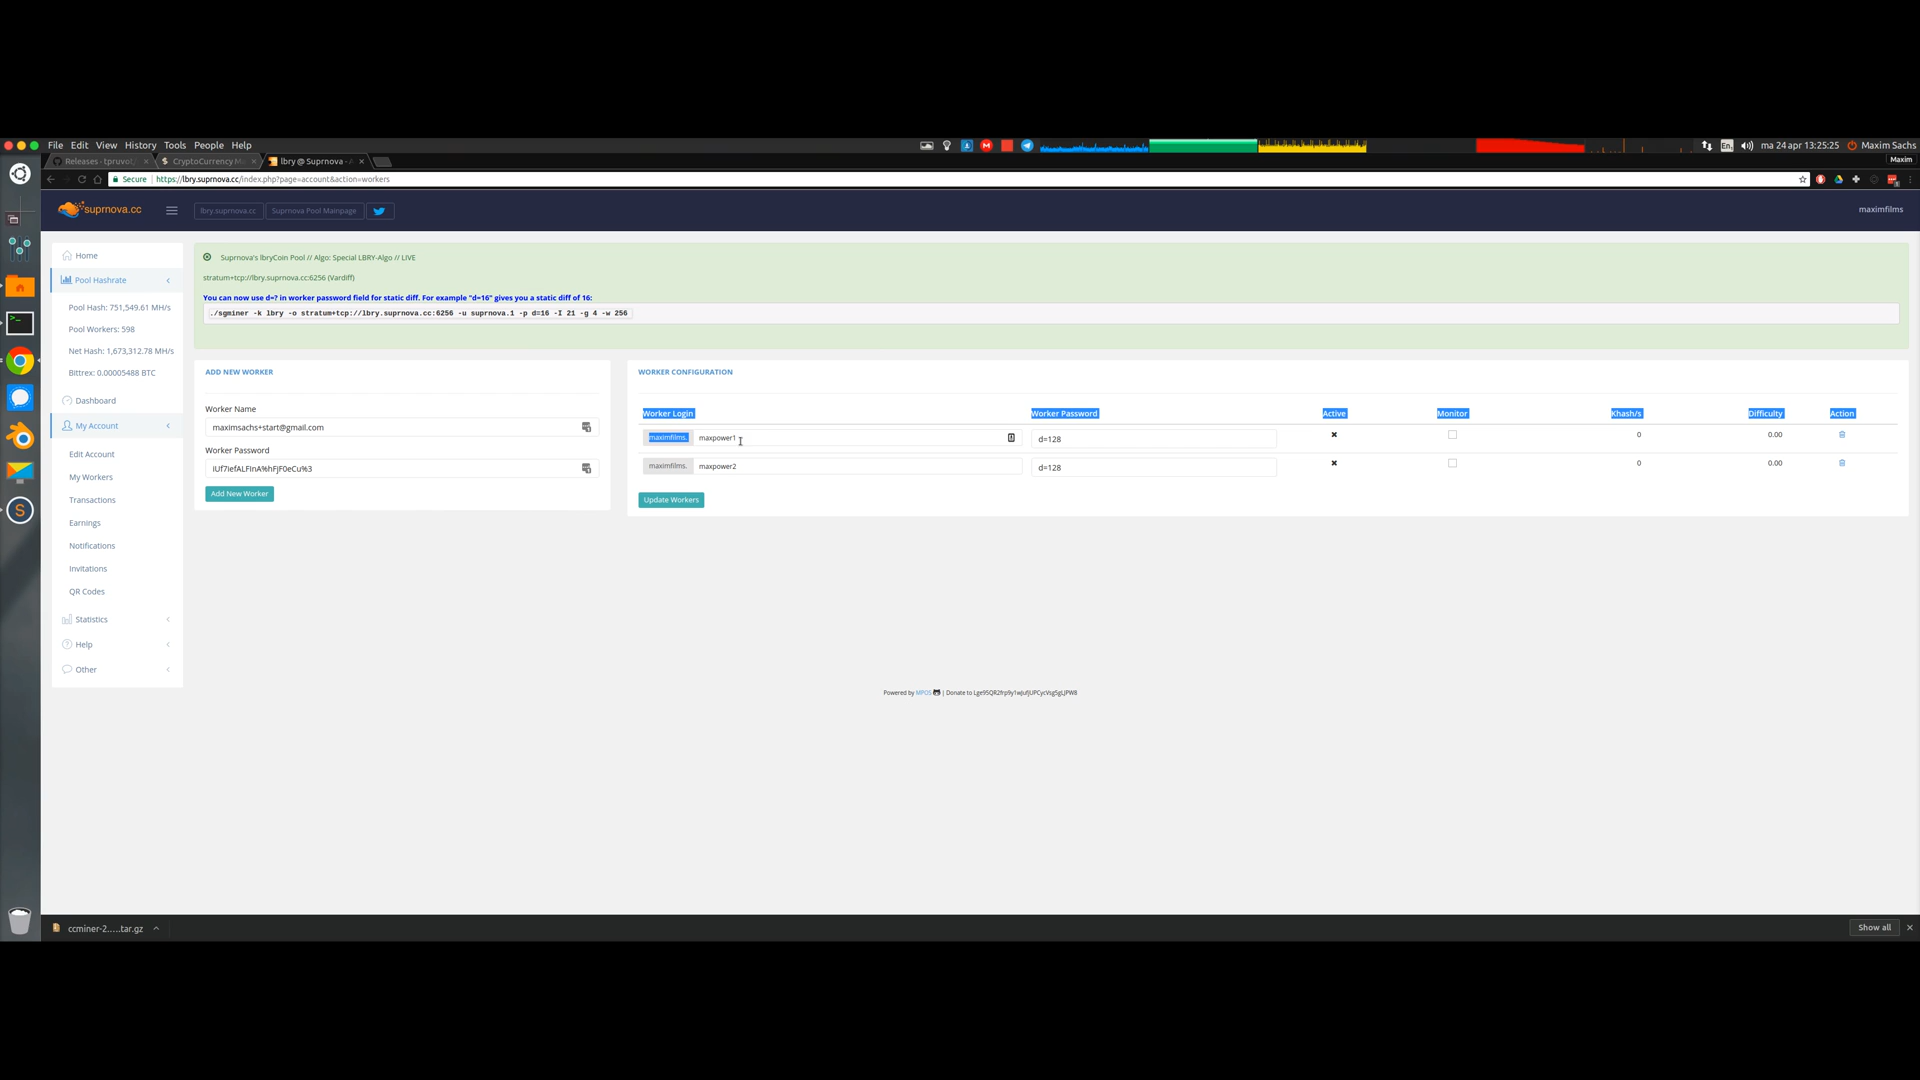 File Edit View History Tools People Help
En
ma 24 apr 13:25:25
Maxim Sachs
Releases · tpruvot/
CryptoCurrency M
lbry @ Suprnova - A
Maxim
Secure
https://lbry.suprnova.cc/index.php?page=account&action=workers
suprnova.cc
lbry.suprnova.cc
Suprnova Pool Mainpage
maximfilms
Home
Pool Hashrate
Pool Hash: 751,549.61 MH/s
Pool Workers: 598
Net Hash: 1,673,312.78 MH/s
Bittrex: 0.00005488 BTC
Dashboard
My Account
Edit Account
My Workers
Transactions
Earnings
Notifications
Invitations
QR Codes
Statistics
Help
Other
Suprnova's lbryCoin Pool // Algo: Special LBRY-Algo // LIVE
stratum+tcp://lbry.suprnova.cc:6256 (Vardiff)
You can now use d=? in worker password field for static diff. For example "d=16" gives you a static diff of 16:
./sgminer -k lbry -o stratum+tcp://lbry.suprnova.cc:6256 -u suprnova.1 -p d=16 -I 21 -g 4 -w 256
ADD NEW WORKER
Worker Name
maximsachs+start@gmail.com
Worker Password
Add New Worker
WORKER CONFIGURATION
Worker Login Worker Password Active Monitor Khash/s Difficulty Action
maximfilms. maxpower1 d=128 0 0.00
maximfilms. maxpower2 d=128 0 0.00
Update Workers
Powered by MPOS | Donate to
ccminer-2.....tar.gz
Show all